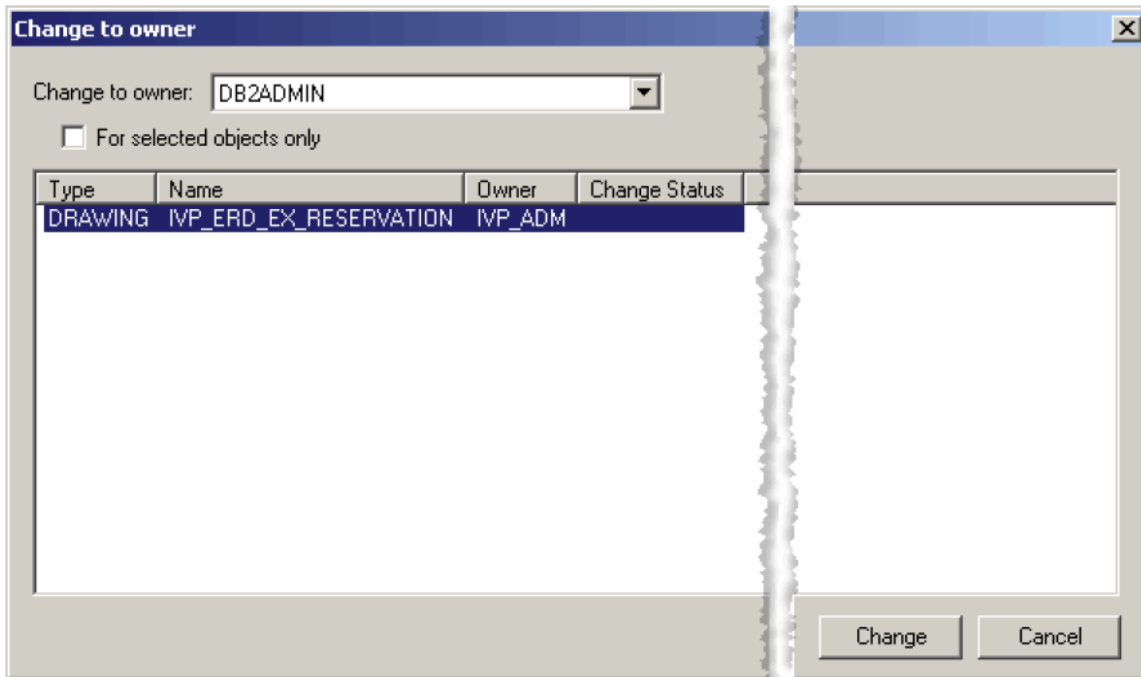 Change to owner
Change to owner: DB2ADMIN
For selected objects only
Type Name Owner Change Status
DRAWING IVP_ERD_EX_RESERVATION IVP_ADM
Change Cancel